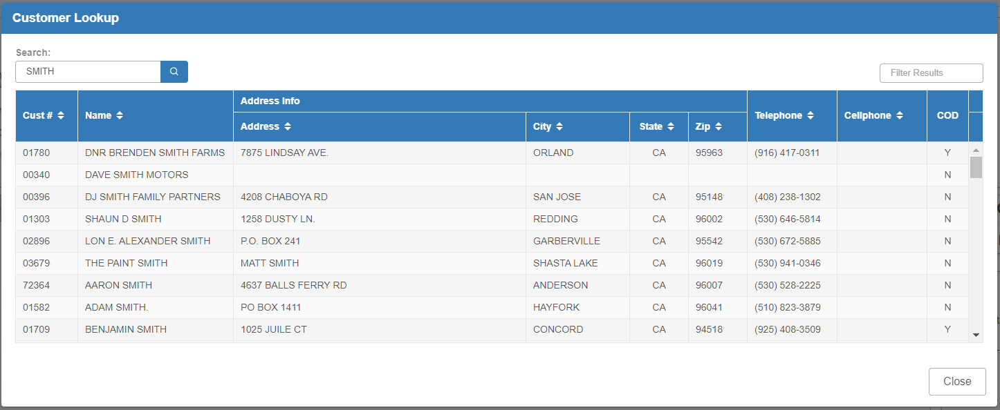 Customer Lookup
Search:
SMITH
Filter Results
Address Info
Cust # Name Telephone Cellphone COD
Address City State Zip
01780 DNR BRENDEN SMITH FARMS 7875 LINDSAY AVE. ORLAND CA 95963 (916) 417-0311 Y
00340 DAVE SMITH MOTORS N
00396 DJ SMITH FAMILY PARTNERS 4208 CHABOYA RD SAN JOSE CA 95148 (408) 238-1302 N
01303 SHAUN D SMITH 1258 DUSTY LN. REDDING CA 96002 (530) 646-5814 N
02896 LON E. ALEXANDER SMITH P.O. BOX 241 GARBERVILLE CA 95542 (530) 672-5885 N
03679 THE PAINT SMITH MATT SMITH SHASTA LAKE CA 96019 (530) 941-0346 N
72364 AARON SMITH 4637 BALLS FERRY RD ANDERSON CA 96007 (530) 528-2225 N
01582 ADAM SMITH. PO BOX 1411 HAYFORK CA 96041 (510) 823-3879 N
01709 BENJAMIN SMITH 1025 JUILE CT CONCORD CA 94518 (925) 408-3509 Y
Close